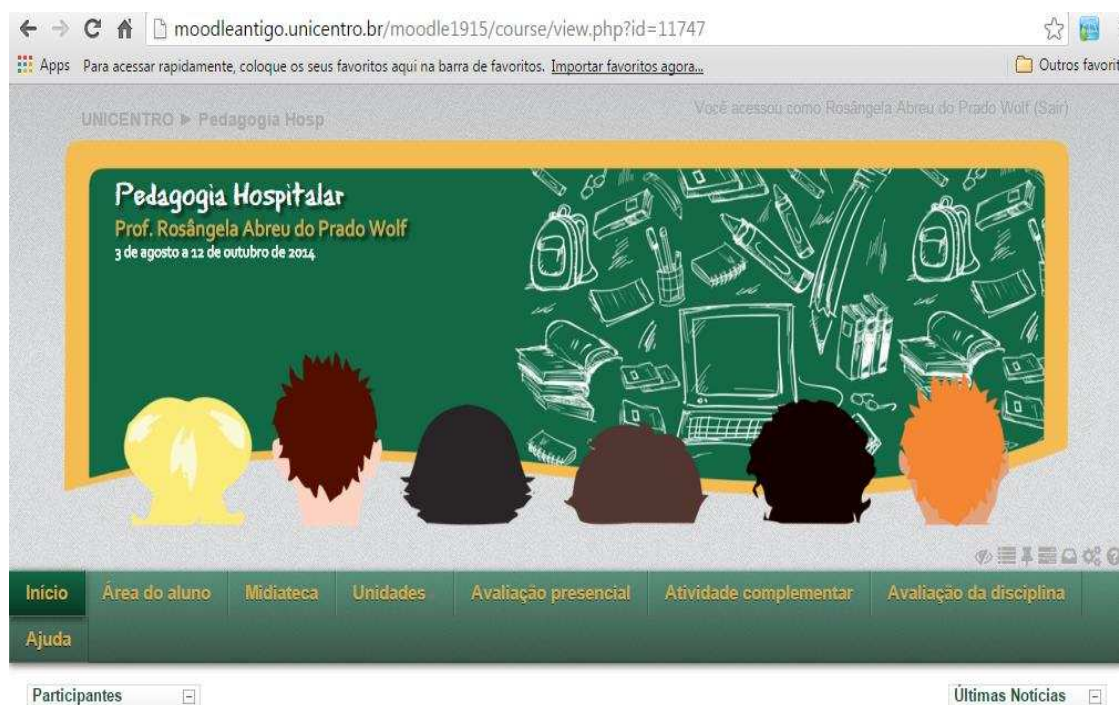 moodleantigo.unicentro.br/moodle1915/course/view.php?id=11747
Apps Para acessar rapidamente, coloque os seus favoritos aqui na barra de favoritos. Importar favoritos agora... Outros favorit
Você acessou como Rosângela Abreu do Prado Wolf (Sair)
UNICENTRO ► Pedagogia Hosp
Pedagogia Hospitalar
Prof. Rosângela Abreu do Prado Wolf
3 de agosto a 12 de outubro de 2014
Início Área do aluno Midiateca Unidades Avaliação presencial Atividade complementar Avaliação da disciplina
Ajuda
Participantes Últimas Notícias